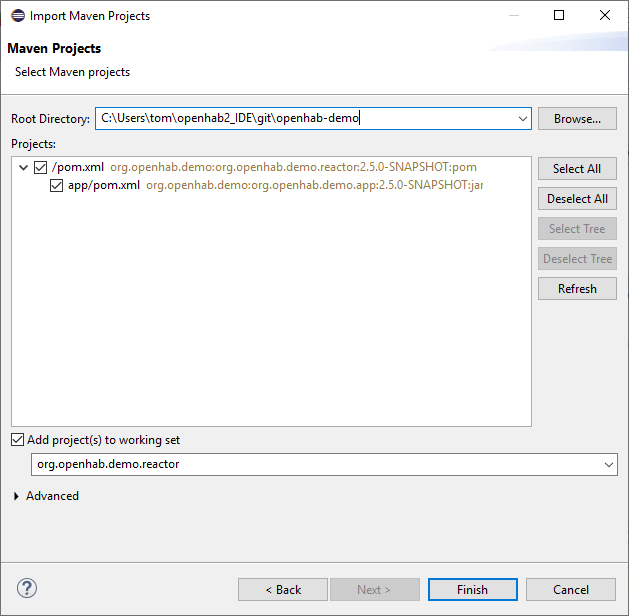 Import Maven Projects
Maven Projects
Select Maven projects
Root Directory: C:\Users\tom\openhab2_IDE\git\openhab-demo Browse...
Projects:
/pom.xml org.openhab.demo:org.openhab.demo.reactor:2.5.0-SNAPSHOT:pom
app/pom.xml org.openhab.demo:org.openhab.demo.app:2.5.0-SNAPSHOT:jar
Select All
Deselect All
Select Tree
Deselect Tree
Refresh
Add project(s) to working set
org.openhab.demo.reactor
Advanced
? < Back Next > Finish Cancel